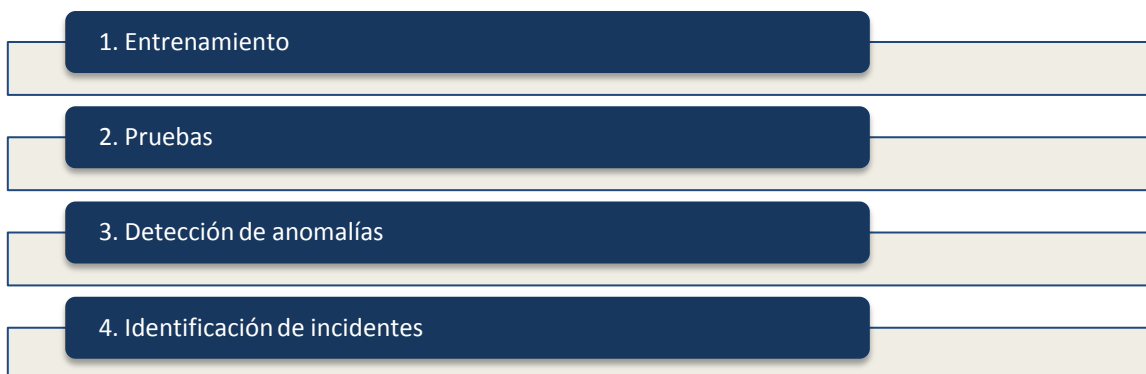 1. Entrenamiento
2. Pruebas
3. Detección de anomalías
4. Identificación de incidentes